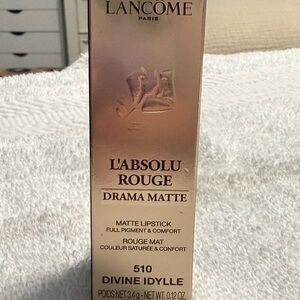 LANCÔME
PARIS
L'ABSOLU
ROUGE
DRAMA MATTE
MATTE LIPSTICK
FULL PIGMENT & COMFORT
ROUGE MAT
COULEUR SATURÉE & CONFORT
510
DIVINE IDYLLE
POIDS NET 3.4 g - NET WT. 0.12 OZ.